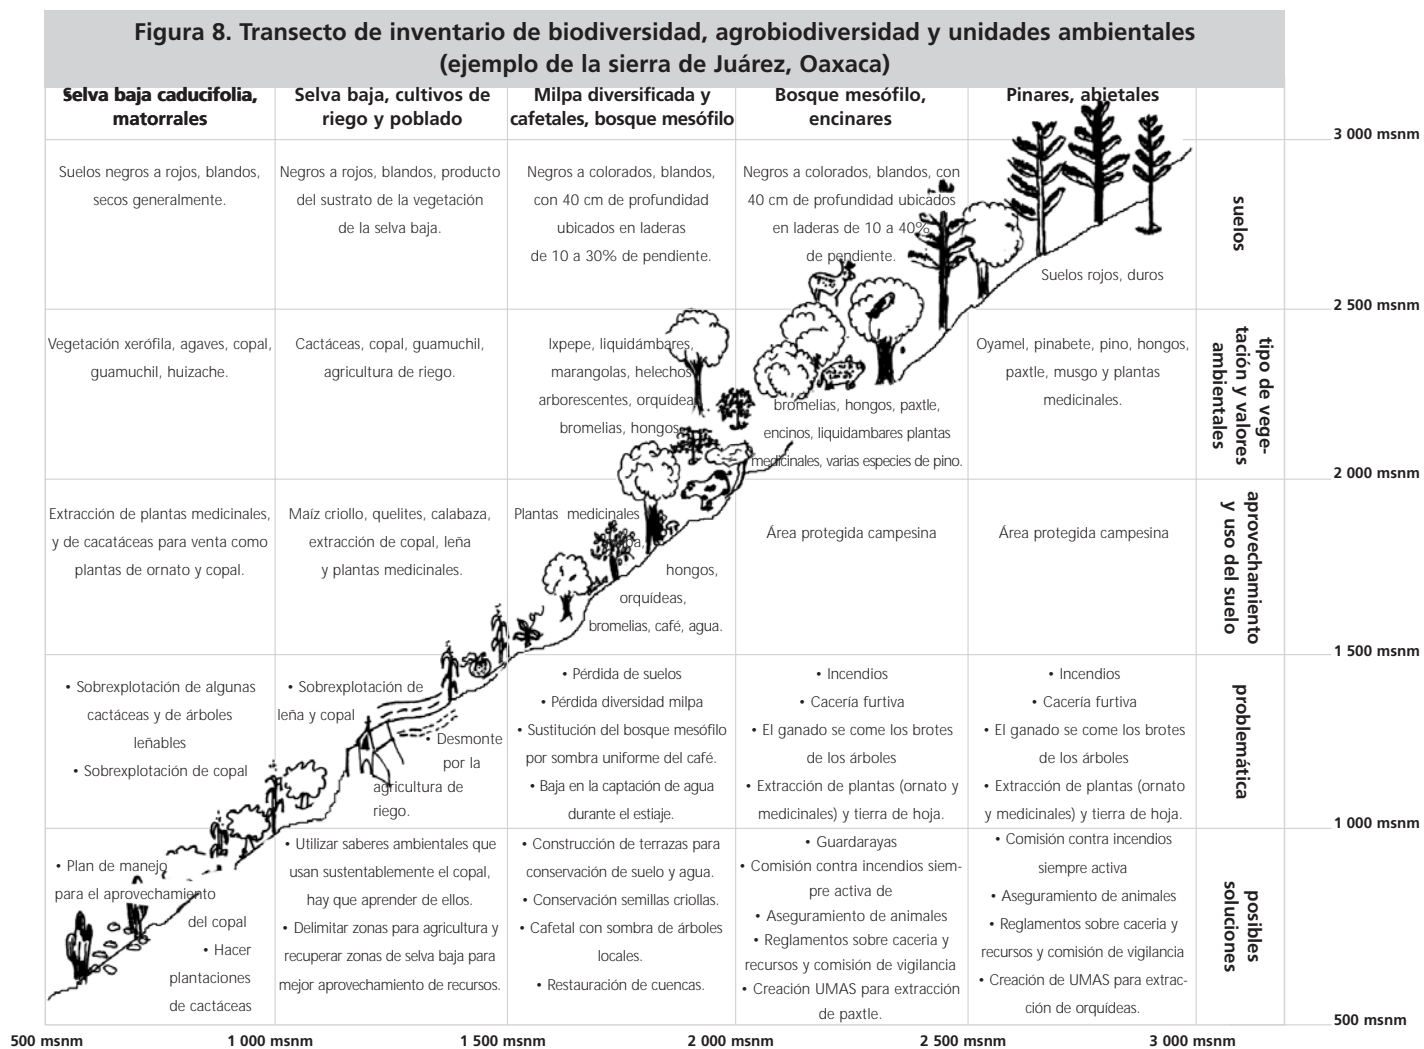 Figura 8. Transecto de inventario de biodiversidad, agrobiodiversidad y unidades ambientales
(ejemplo de la sierra de Juárez, Oaxaca)
Selva baja caducifolia,
matorrales
Selva baja, cultivos de
riego y poblado
Milpa diversificada y
cafetales, bosque mesófilo
Bosque mesófilo,
encinares
Pinares, abietales
3 000 msnm
Suelos negros a rojos, blandos,
secos generalmente.
Negros a rojos, blandos, producto
del sustrato de la vegetación
de la selva baja.
Negros a colorados, blandos,
con 40 cm de profundidad
ubicados en laderas
de 10 a 30% de pendiente.
Negros a colorados, blandos, con
40 cm de profundidad ubicados
en laderas de 10 a 40%
de pendiente.
Suelos rojos, duros
suelos
2 500 msnm
Vegetación xerófila, agaves, copal,
guamuchil, huizache.
Cactáceas, copal, guamuchil,
agricultura de riego.
Ixpepe, liquidámbares,
marangolas, helechos
arborescentes, orquídeas
bromelias, hongos,
bromelias, hongos, paxtle,
encinos, liquidambares plantas
medicinales, varias especies de pino.
Oyamel, pinabete, pino, hongos,
paxtle, musgo y plantas
medicinales.
tipo de vege-
tación y valores
ambientales
2 000 msnm
Extracción de plantas medicinales,
y de cacatáceas para venta como
plantas de ornato y copal.
Maíz criollo, quelites, calabaza,
extracción de copal, leña
y plantas medicinales.
Plantas medicinales
hongos,
orquídeas,
bromelias, café, agua.
Área protegida campesina
Área protegida campesina
aprovechamiento
y uso del suelo
1 500 msnm
• Sobrexplotación de algunas
cactáceas y de árboles
leñables
• Sobrexplotación de copal
• Sobrexplotación de
leña y copal
• Desmonte
por la
agricultura de
riego.
• Pérdida de suelos
• Pérdida diversidad milpa
• Sustitución del bosque mesófilo
por sombra uniforme del café.
• Baja en la captación de agua
durante el estiaje.
• Incendios
• Cacería furtiva
• El ganado se come los brotes
de los árboles
• Extracción de plantas (ornato y
medicinales) y tierra de hoja.
• Incendios
• Cacería furtiva
• El ganado se come los brotes
de los árboles
• Extracción de plantas (ornato
y medicinales) y tierra de hoja.
problemática
1 000 msnm
• Plan de manejo
para el aprovechamiento
del copal
• Hacer
plantaciones
de cactáceas
• Utilizar saberes ambientales que
usan sustentablemente el copal,
hay que aprender de ellos.
• Delimitar zonas para agricultura y
recuperar zonas de selva baja para
mejor aprovechamiento de recursos.
• Construcción de terrazas para
conservación de suelo y agua.
• Conservación semillas criollas.
• Cafetal con sombra de árboles
locales.
• Restauración de cuencas.
• Guardarayas
• Comisión contra incendios siem-
pre activa de
• Aseguramiento de animales
• Reglamentos sobre caceria y
recursos y comisión de vigilancia
• Creación UMAS para extracción
de paxtle.
• Comisión contra incendios
siempre activa
• Aseguramiento de animales
• Reglamentos sobre caceria y
recursos y comisión de vigilancia
• Creación de UMAS para extrac-
ción de orquídeas.
posibles
soluciones
500 msnm
500 msnm
1 000 msnm
1 500 msnm
2 000 msnm
2 500 msnm
3 000 msnm